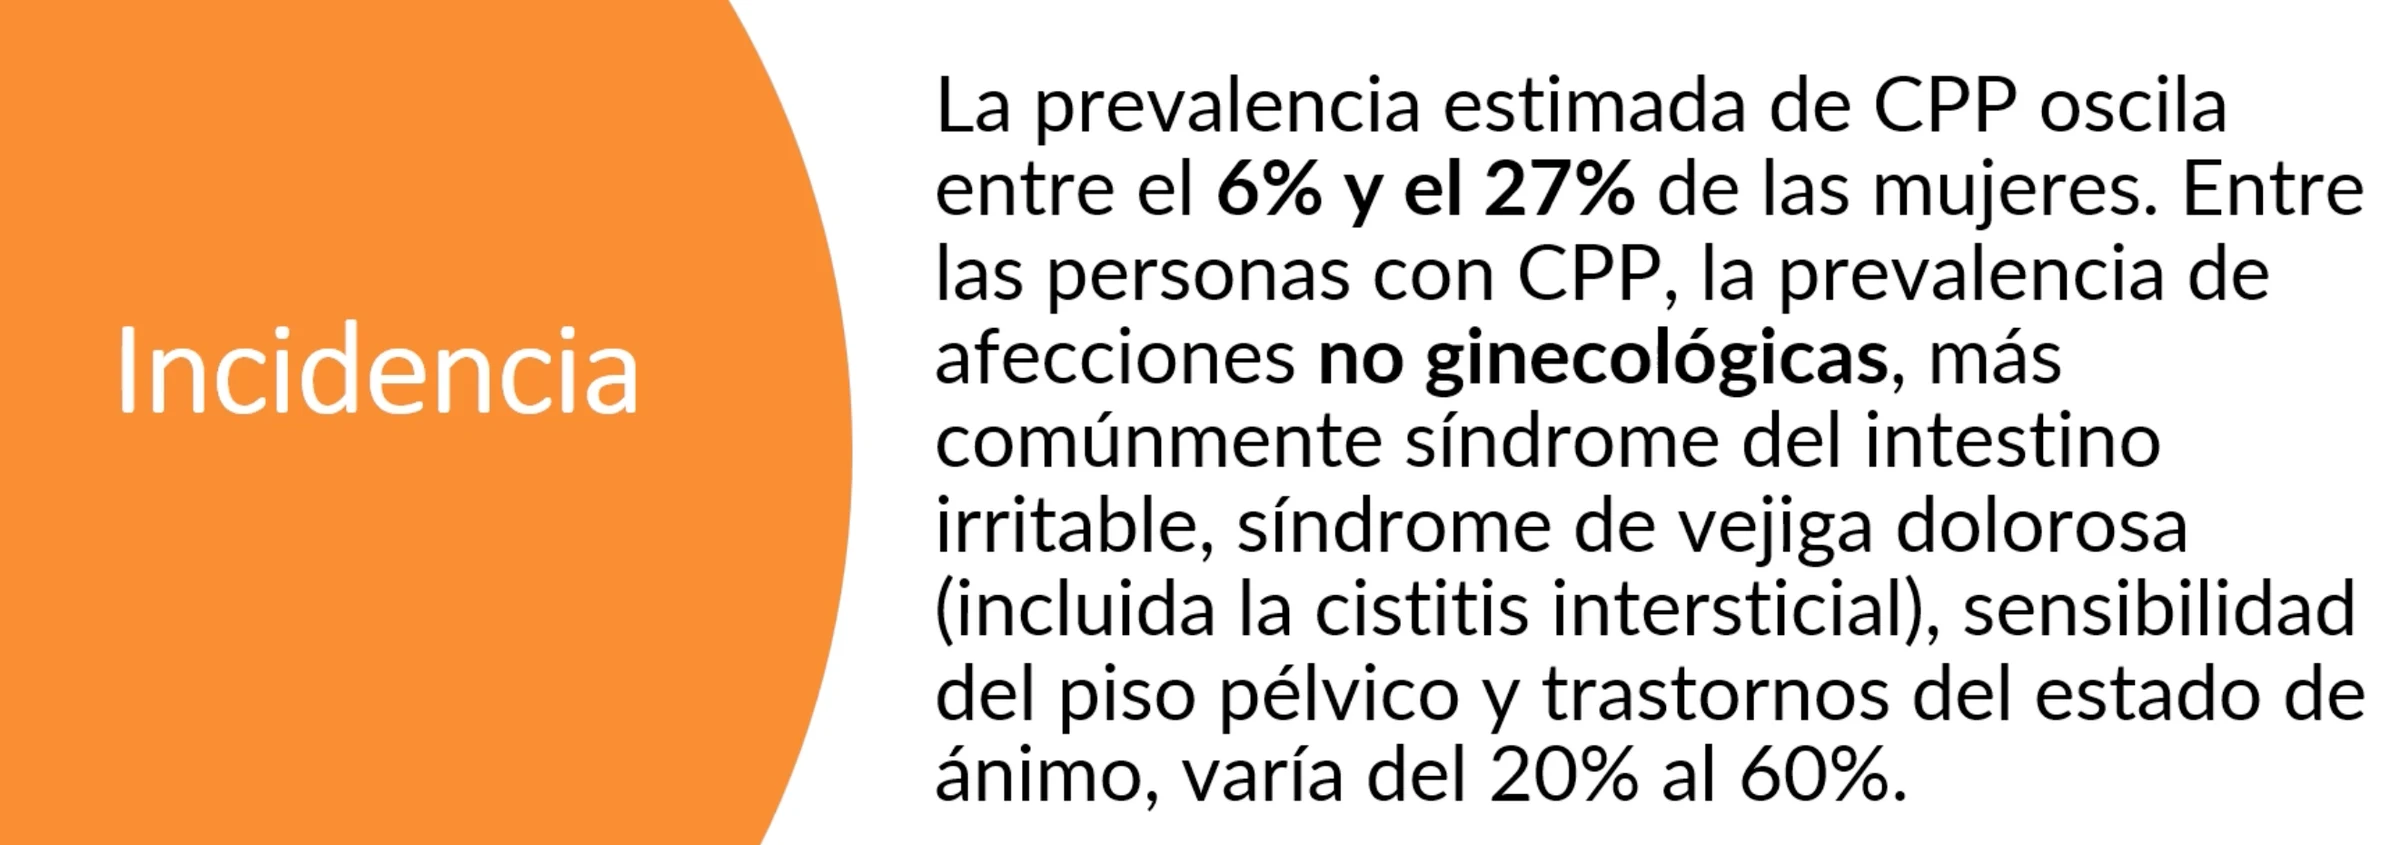 Incidencia
La prevalencia estimada de CPP oscila
entre el 6% y el 27% de las mujeres. Entre
las personas con CPP, la prevalencia de
afecciones no ginecológicas, más
comúnmente síndrome del intestino
irritable, síndrome de vejiga dolorosa
(incluida la cistitis intersticial), sensibilidad
del piso pélvico y trastornos del estado de
ánimo, varía del 20% al 60%.